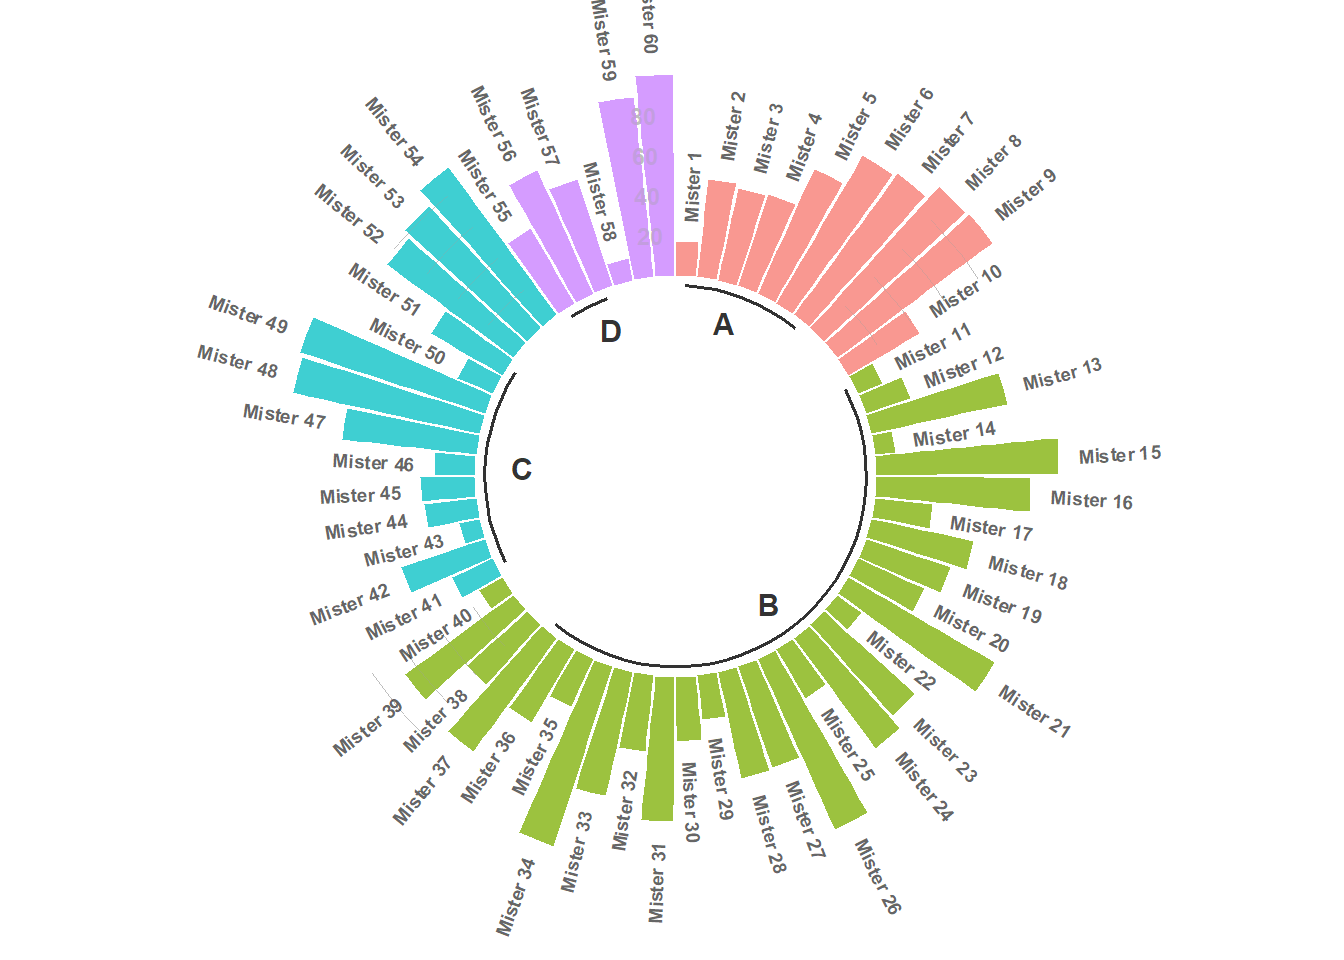 Mister 1
Mister 2
Mister 3
Mister 4
Mister 5
Mister 6
Mister 7
Mister 8
Mister 9
Mister 10
Mister 11
Mister 12
Mister 13
Mister 14
Mister 15
Mister 16
Mister 17
Mister 18
Mister 19
Mister 20
Mister 21
Mister 22
Mister 23
Mister 24
Mister 25
Mister 26
Mister 27
Mister 28
Mister 29
Mister 30
Mister 31
Mister 32
Mister 33
Mister 34
Mister 35
Mister 36
Mister 37
Mister 38
Mister 39
Mister 40
Mister 41
Mister 42
Mister 43
Mister 44
Mister 45
Mister 46
Mister 47
Mister 48
Mister 49
Mister 50
Mister 51
Mister 52
Mister 53
Mister 54
Mister 55
Mister 56
Mister 57
Mister 58
Mister 59
ster 60
80
60
40
20
A
B
C
D